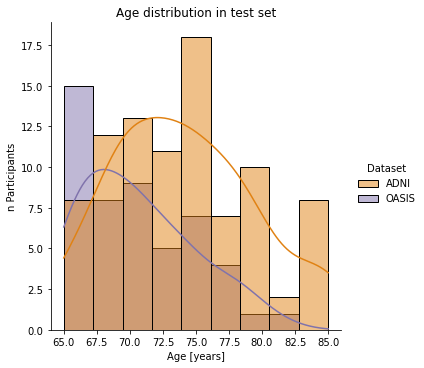 Age distribution in test set
17.5
15.0
12.5
10.0
7.5
5.0
2.5
0.0
n Participants
65.0 67.5 70.0 72.5 75.0 77.5 80.0 82.5 85.0
Age [years]
Dataset
ADNI
OASIS